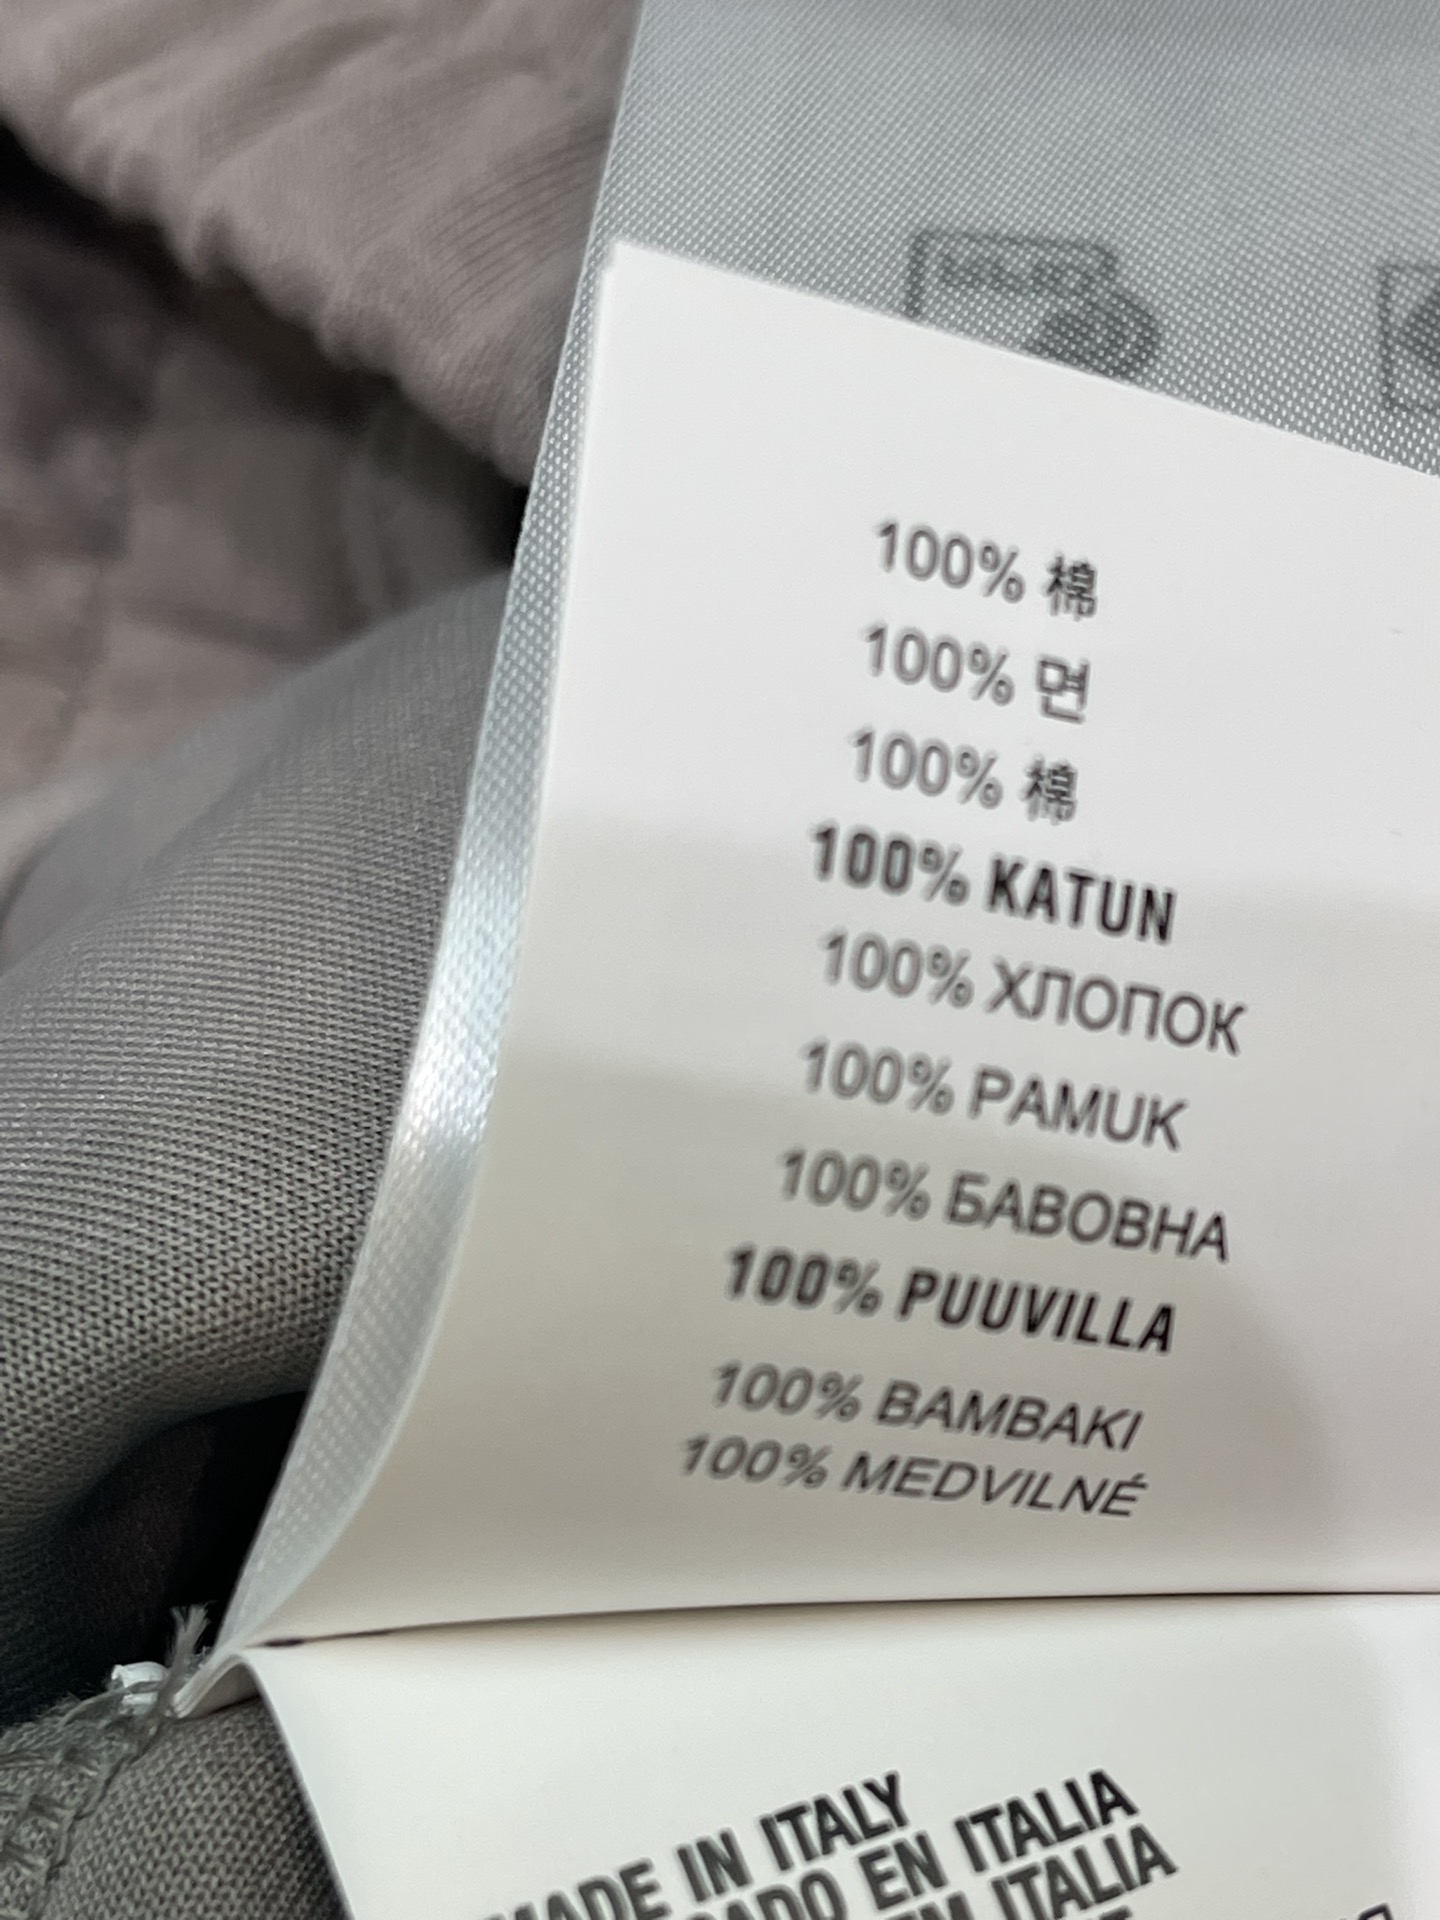 100% 棉
100% 면
100% 棉
100% KATUN
100% ХЛОПОК
100% PAMUK
100% БАВОВНА
100% PUUVILLA
100% BAMBAKI
100% MEDVILNÉ
MADE IN ITALY
EN ITALIA
ITALIA